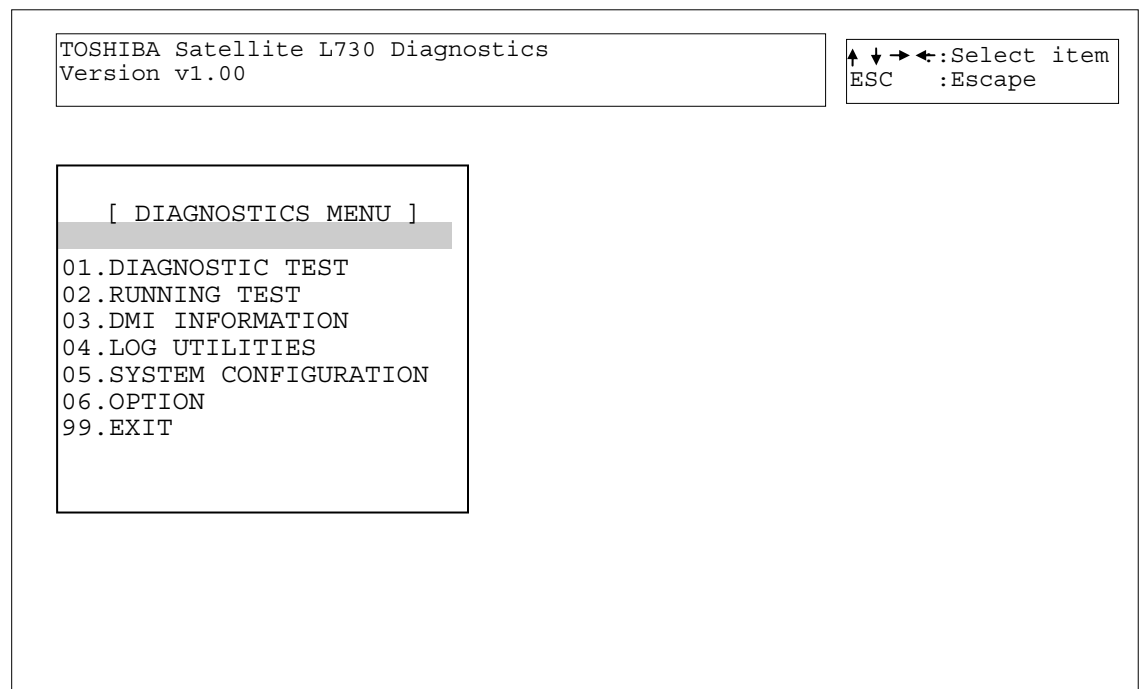 TOSHIBA Satellite L730 Diagnostics
Version v1.00
↑ ↓ → ←:Select item
ESC :Escape
[ DIAGNOSTICS MENU ]
01.DIAGNOSTIC TEST
02.RUNNING TEST
03.DMI INFORMATION
04.LOG UTILITIES
05.SYSTEM CONFIGURATION
06.OPTION
99.EXIT